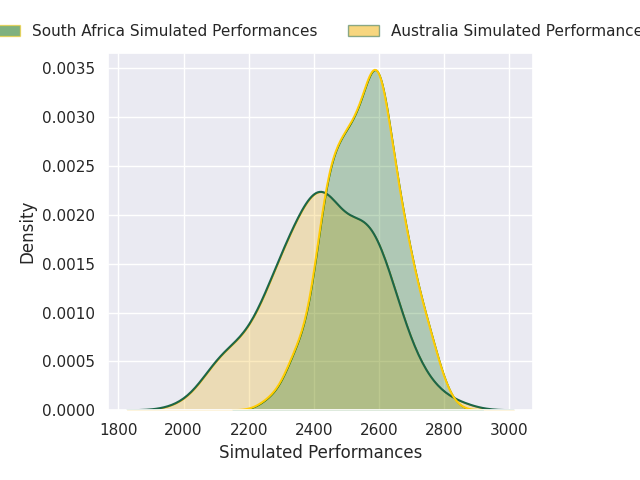 South Africa Simulated Performances Australia Simulated Performance
0.0035
0.0030
0.0025
0.0020
0.0015
0.0010
0.0005
0.0000
Density
1800 2000 2200 2400 2600 2800 3000
Simulated Performances